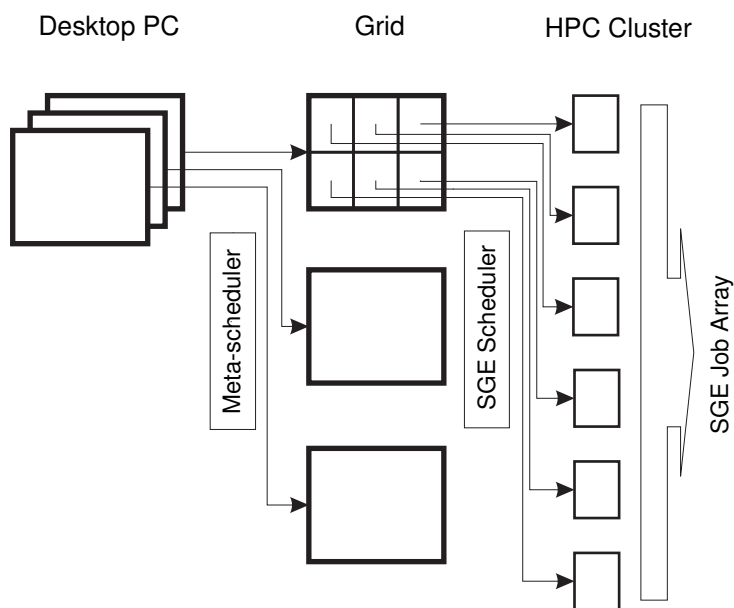 Desktop PC
Grid
HPC Cluster
Meta-scheduler
SGE Scheduler
SGE Job Array